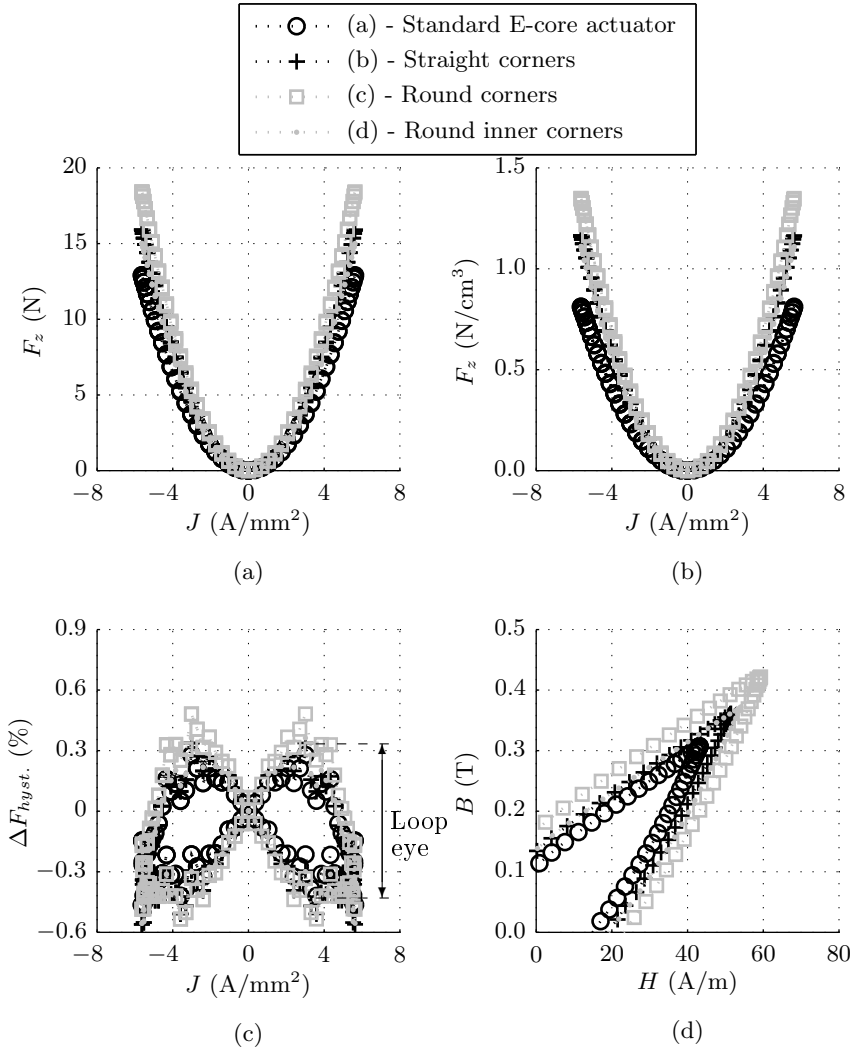 (a) - Standard E-core actuator
(b) - Straight corners
(c) - Round corners
(d) - Round inner corners
20
15
10
5
0
F_z (N)
−8 −4 0 4 8
J (A/mm²)
(a)
1.5
1.0
0.5
0.0
F_z (N/cm³)
−8 −4 0 4 8
J (A/mm²)
(b)
0.9
0.6
0.3
0
−0.3
−0.6
ΔF_hyst. (%)
Loop
eye
−8 −4 0 4 8
J (A/mm²)
(c)
0.5
0.4
0.3
0.2
0.1
0.0
B (T)
0 20 40 60 80
H (A/m)
(d)